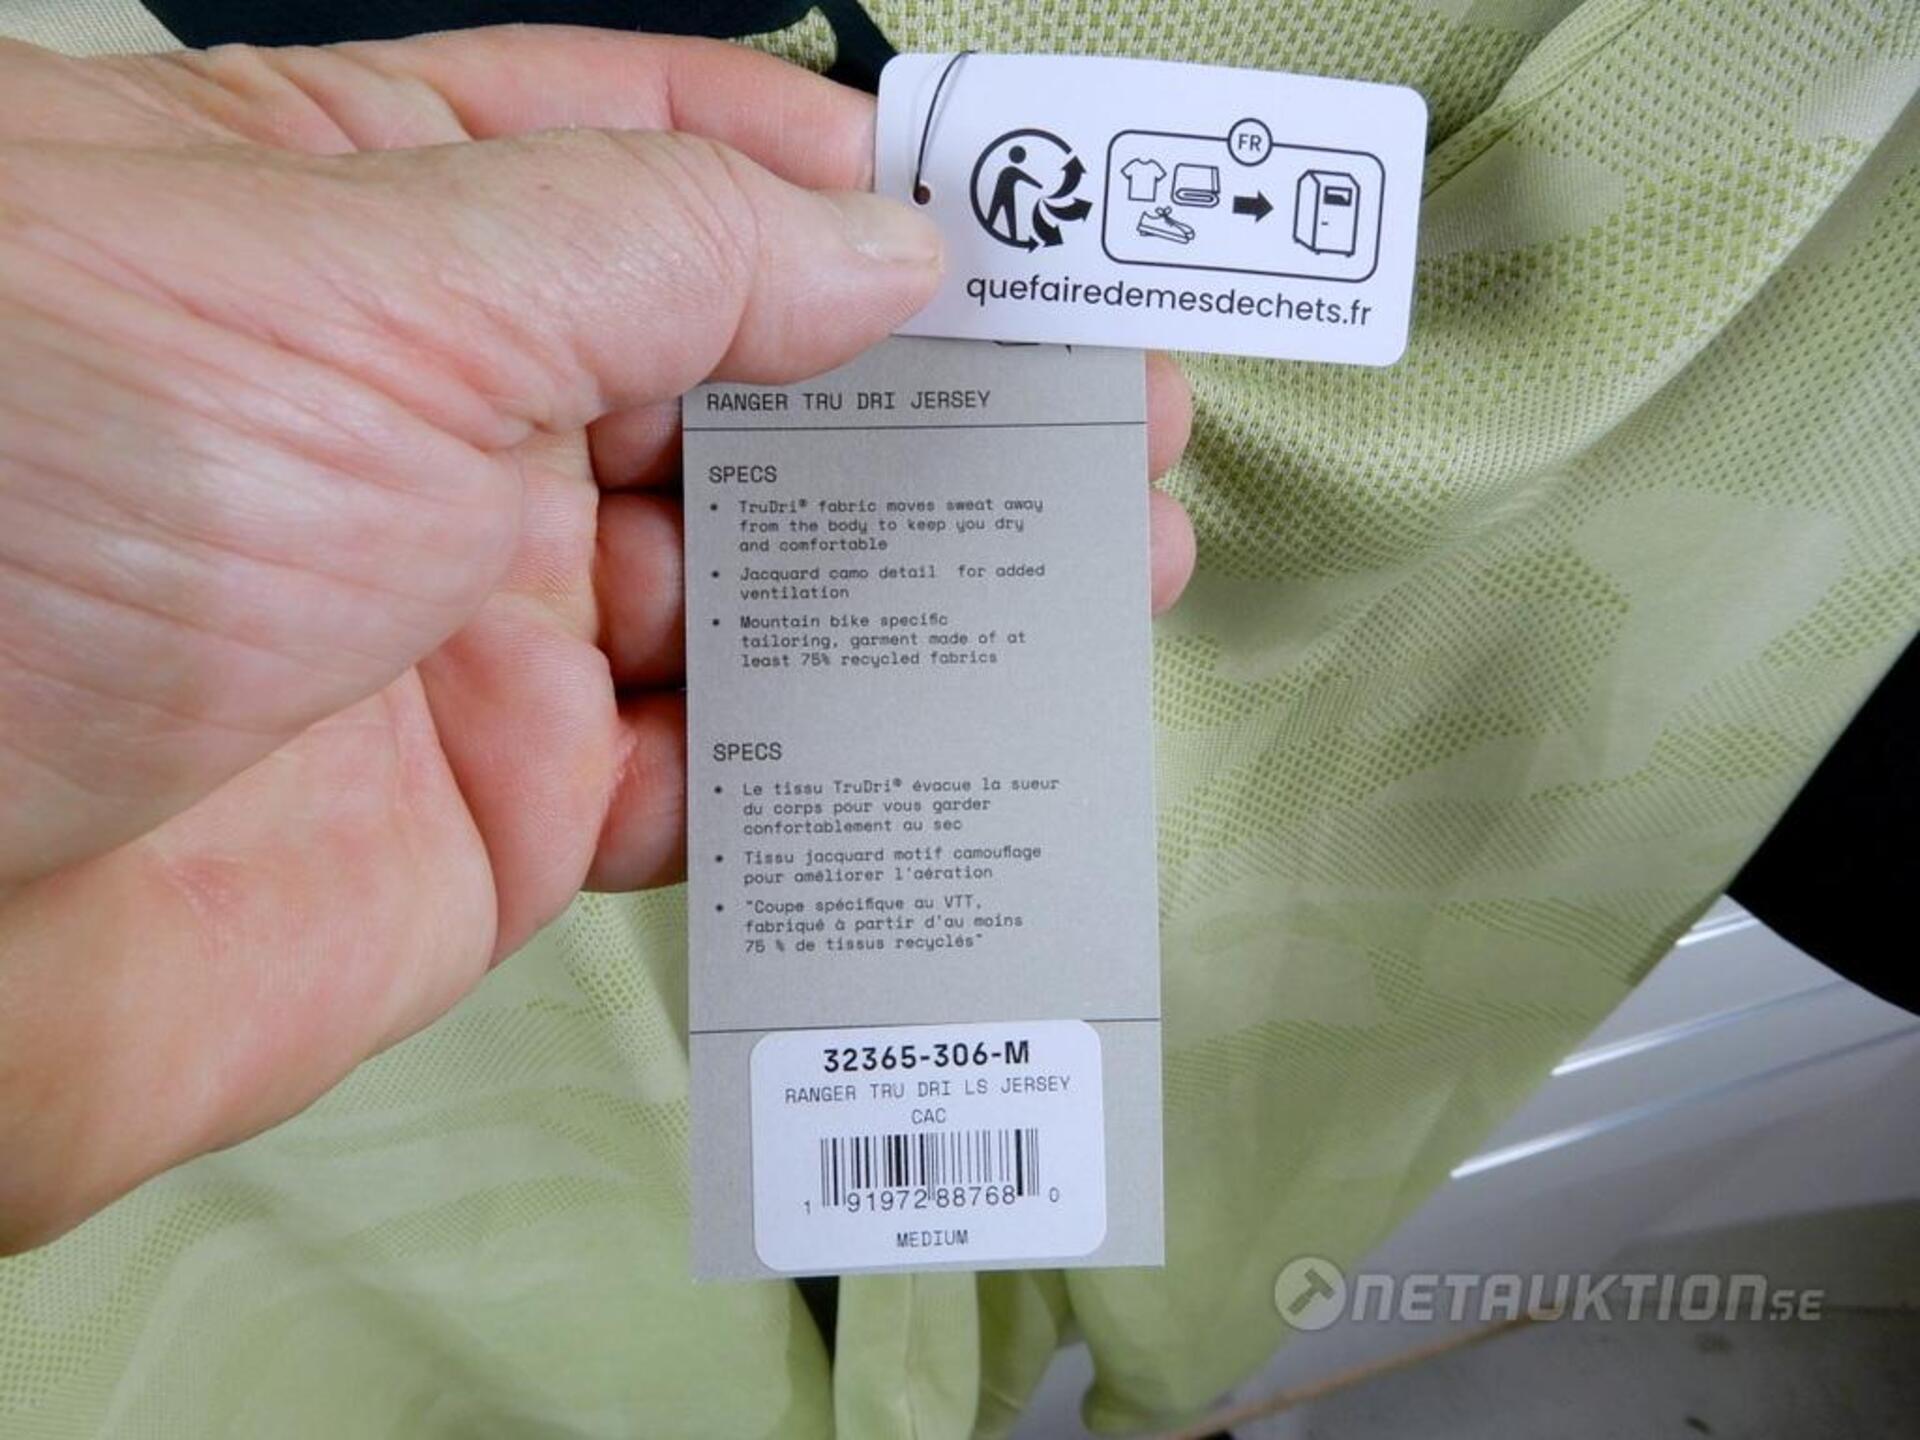 FR
quefairedemesdechets.fr
RANGER TRU DRI JERSEY
SPECS
• TruDri® fabric moves sweat away
from the body to keep you dry
and comfortable
• Jacquard camo detail for added
ventilation
• Mountain bike specific
tailoring, garment made of at
least 75% recycled fabrics
SPECS
• Le tissu TruDri® évacue la sueur
du corps pour vous garder
confortablement au sec
• Tissu jacquard motif camouflage
pour améliorer l'aération
• "Coupe spécifique au VTT,
fabriqué à partir d'au moins
75 % de tissus recyclés"
32365-306-M
RANGER TRU DRI LS JERSEY
CAC
1 91972 88768 0
MEDIUM
NETAUKTION.SE